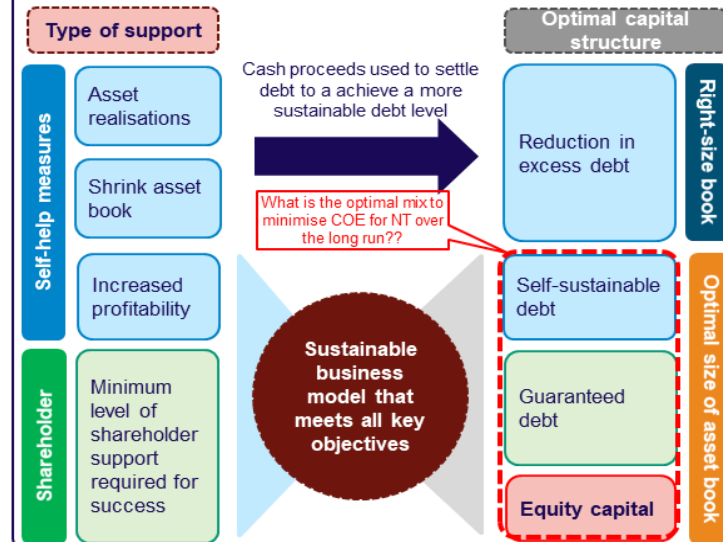 Type of support
Optimal capital
structure
Self-help measures
Asset
realisations
Shrink asset
book
Increased
profitability
Shareholder
Minimum
level of
shareholder
support
required for
success
Cash proceeds used to settle
debt to a achieve a more
sustainable debt level
What is the optimal mix to
minimise COE for NT over
the long run??
Sustainable
business
model that
meets all key
objectives
Reduction in
excess debt
Self-sustainable
debt
Guaranteed
debt
Equity capital
Right-size book
Optimal size of asset book